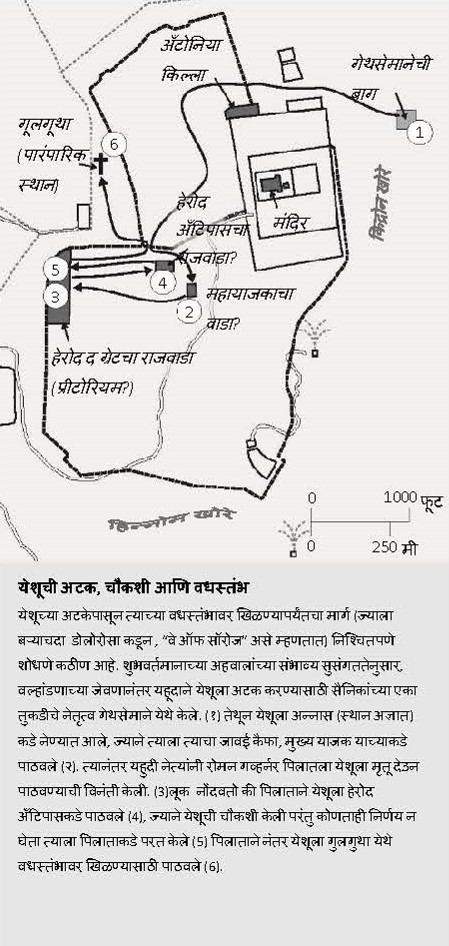 अँटोनिया
किल्ला
गेथसेमानेची
बाग
1
गूलगूथा
(पारंपारिक
स्थान)
6
हेरोद
अँटिपासचा
राजवाडा?
मंदिर
किद्रोन खोरे
5
4
3
2
महायाजकाचा
वाडा?
हेरोद द ग्रेटचा राजवाडा
(प्रीटोरियम?)
हिन्नोम खोरे
0 1000 फूट
0 250 मी
येशूची अटक, चौकशी आणि वधस्तंभ
येशूच्या अटकेपासून त्याच्या वधस्तंभावर खिळण्यापर्यंतचा मार्ग (ज्याला
बऱ्याचदा डोलोरोसा कडून , "वे ऑफ सॉरोज" असे म्हणतात) निश्चितपणे
शोधणे कठीण आहे. शुभवर्तमानाच्या अहवालांच्या संभाव्य सुसंगततेनुसार,
वल्हांडणाच्या जेवणानंतर यहूदाने येशूला अटक करण्यासाठी सैनिकांच्या एका
तुकडीचे नेतृत्व गेथसेमाने येथे केले. (१) तेथून येशूला अन्नास (स्थान अज्ञात)
कडे नेण्यात आले, ज्याने त्याला त्याचा जावई कैफा, मुख्य याजक याच्याकडे
पाठवले (२). त्यानंतर यहुदी नेत्यांनी रोमन गव्हर्नर पिलातला येशूला मृत्यू देउन
पाठवण्याची विनंती केली. (3)लूक नोंदवतो की पिलाताने येशूला हेरोद
अँटिपासकडे पाठवले (4), ज्याने येशूची चौकशी केली परंतु कोणताही निर्णय न
घेता त्याला पिलाताकडे परत केले (5) पिलाताने नंतर येशूला गुलगुथा येथे
वधस्तंभावर खिळण्यासाठी पाठवले (6).